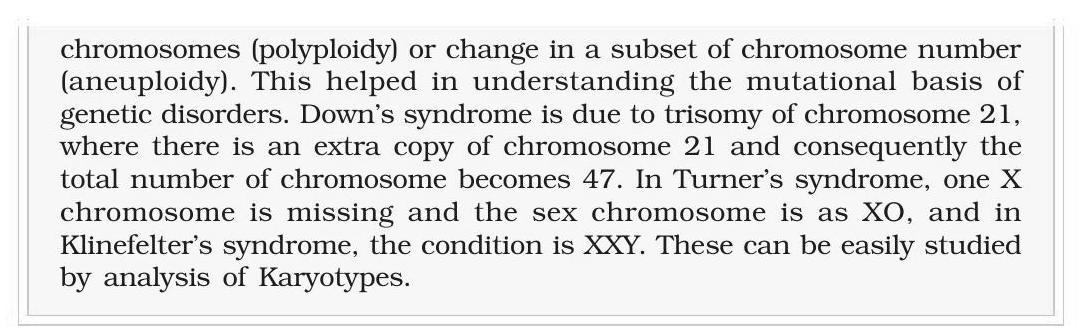 chromosomes (polyploidy) or change in a subset of chromosome number
(aneuploidy). This helped in understanding the mutational basis of
genetic disorders. Down's syndrome is due to trisomy of chromosome 21,
where there is an extra copy of chromosome 21 and consequently the
total number of chromosome becomes 47. In Turner's syndrome, one X
chromosome is missing and the sex chromosome is as XO, and in
Klinefelter's syndrome, the condition is XXY. These can be easily studied
by analysis of Karyotypes.